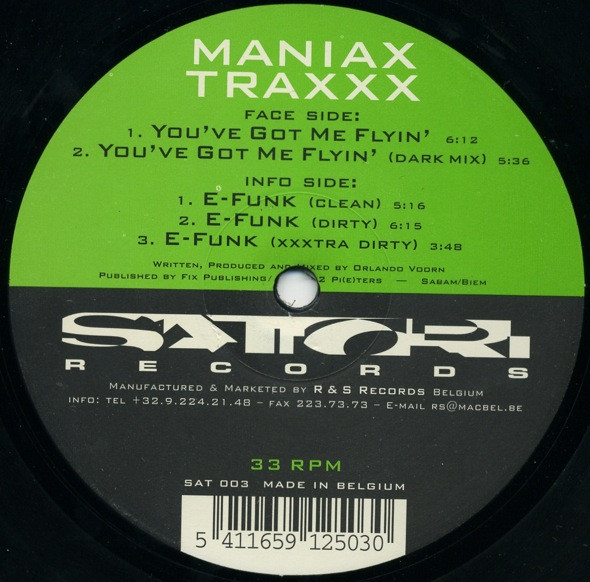 MANIAX
TRAXXX
FACE SIDE:
1. YOU'VE GOT ME FLYIN' 6:12
2. YOU'VE GOT ME FLYIN' (DARK MIX) 5:36
INFO SIDE:
1. E-FUNK (CLEAN) 5:16
2. E-FUNK (DIRTY) 6:15
3. E-FUNK (XXXTRA DIRTY) 3:48
WRITTEN, PRODUCED AND MIXED BY ORLANDO VOORN
PUBLISHED BY FIX PUBLISHING/ 2 PI(E)TERS — SABAM/BIEM
SATORI
RECORDS
MANUFACTURED & MARKETED BY R & S RECORDS BELGIUM
INFO: TEL +32.9.224.21.48 - FAX 223.73.73 - E-MAIL RS@MACBEL.BE
33 RPM
SAT 003 MADE IN BELGIUM
5 411659 125030